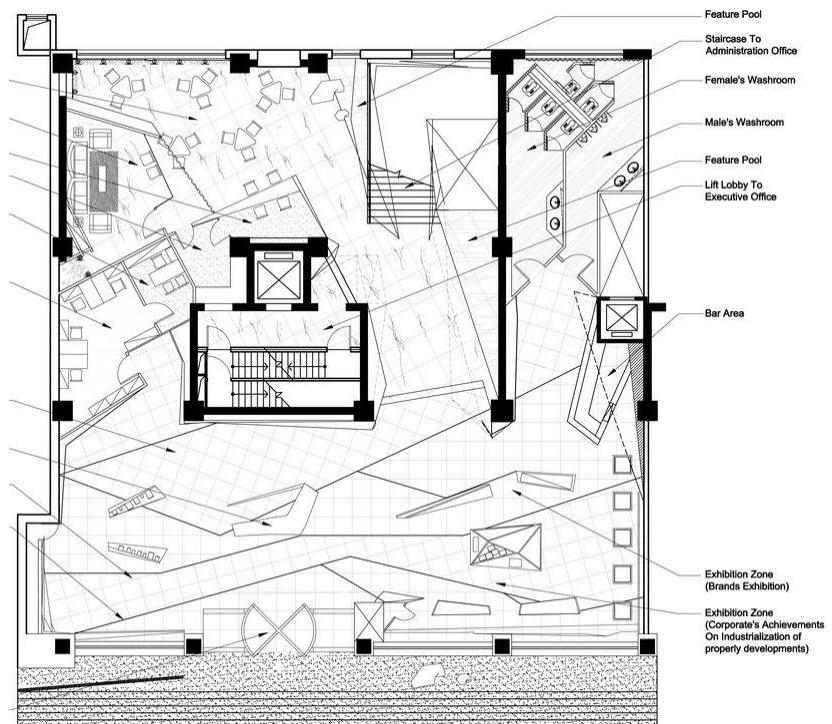 Feature Pool
Staircase To
Administration Office
Female's Washroom
Male's Washroom
Feature Pool
Lift Lobby To
Executive Office
Bar Area
Exhibition Zone
(Brands Exhibition)
Exhibition Zone
(Corporate's Achievements
On Industrialization of
properly developments)